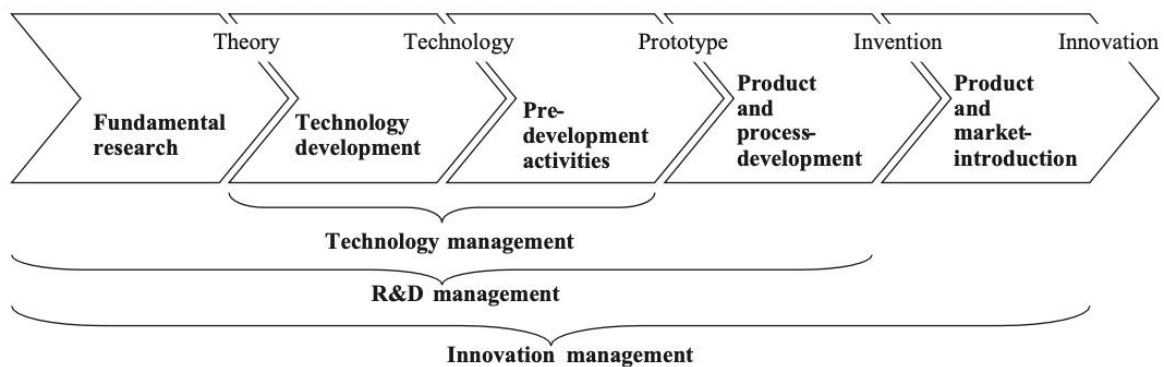 Theory
Technology
Prototype
Invention
Innovation
Fundamental
research
Technology
development
Pre-
development
activities
Product
and
process-
development
Product
and
market-
introduction
Technology management
R&D management
Innovation management